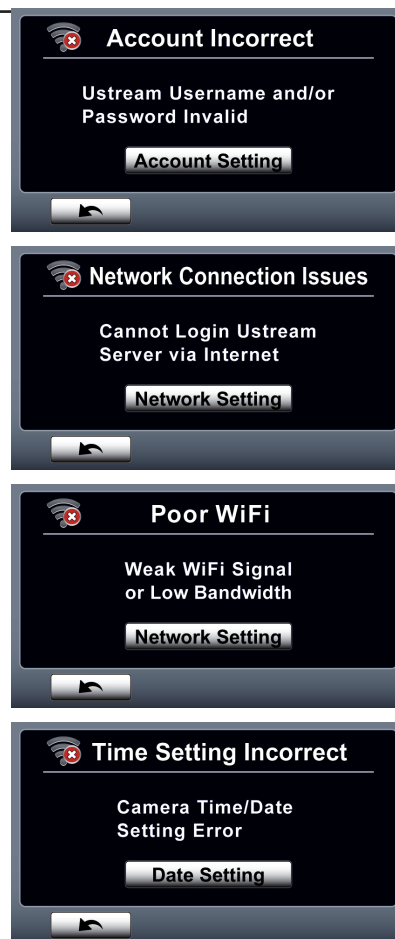 Account Incorrect
Ustream Username and/or
Password Invalid
Account Setting
Network Connection Issues
Cannot Login Ustream
Server via Internet
Network Setting
Poor WiFi
Weak WiFi Signal
or Low Bandwidth
Network Setting
Time Setting Incorrect
Camera Time/Date
Setting Error
Date Setting